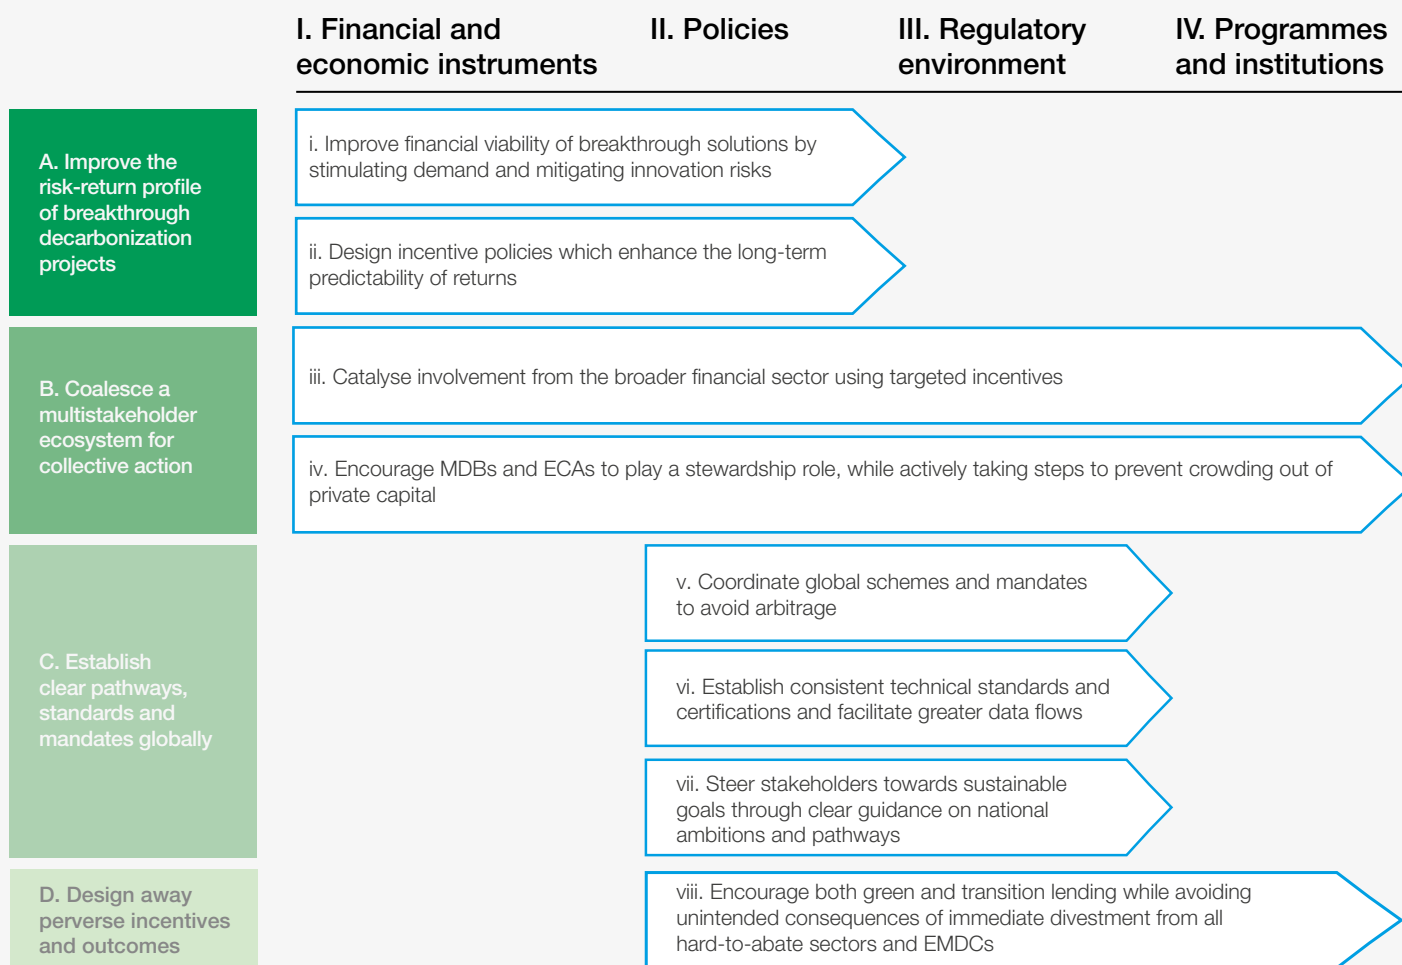 I. Financial and
economic instruments
II. Policies
III. Regulatory
environment
IV. Programmes
and institutions
A. Improve the
risk-return profile
of breakthrough
decarbonization
projects
i. Improve financial viability of breakthrough solutions by
stimulating demand and mitigating innovation risks
ii. Design incentive policies which enhance the long-term
predictability of returns
B. Coalesce a
multistakeholder
ecosystem for
collective action
iii. Catalyse involvement from the broader financial sector using targeted incentives
iv. Encourage MDBs and ECAs to play a stewardship role, while actively taking steps to prevent crowding out of
private capital
C. Establish
clear pathways,
standards and
mandates globally
v. Coordinate global schemes and mandates
to avoid arbitrage
vi. Establish consistent technical standards and
certifications and facilitate greater data flows
vii. Steer stakeholders towards sustainable
goals through clear guidance on national
ambitions and pathways
D. Design away
perverse incentives
and outcomes
viii. Encourage both green and transition lending while avoiding
unintended consequences of immediate divestment from all
hard-to-abate sectors and EMDCs